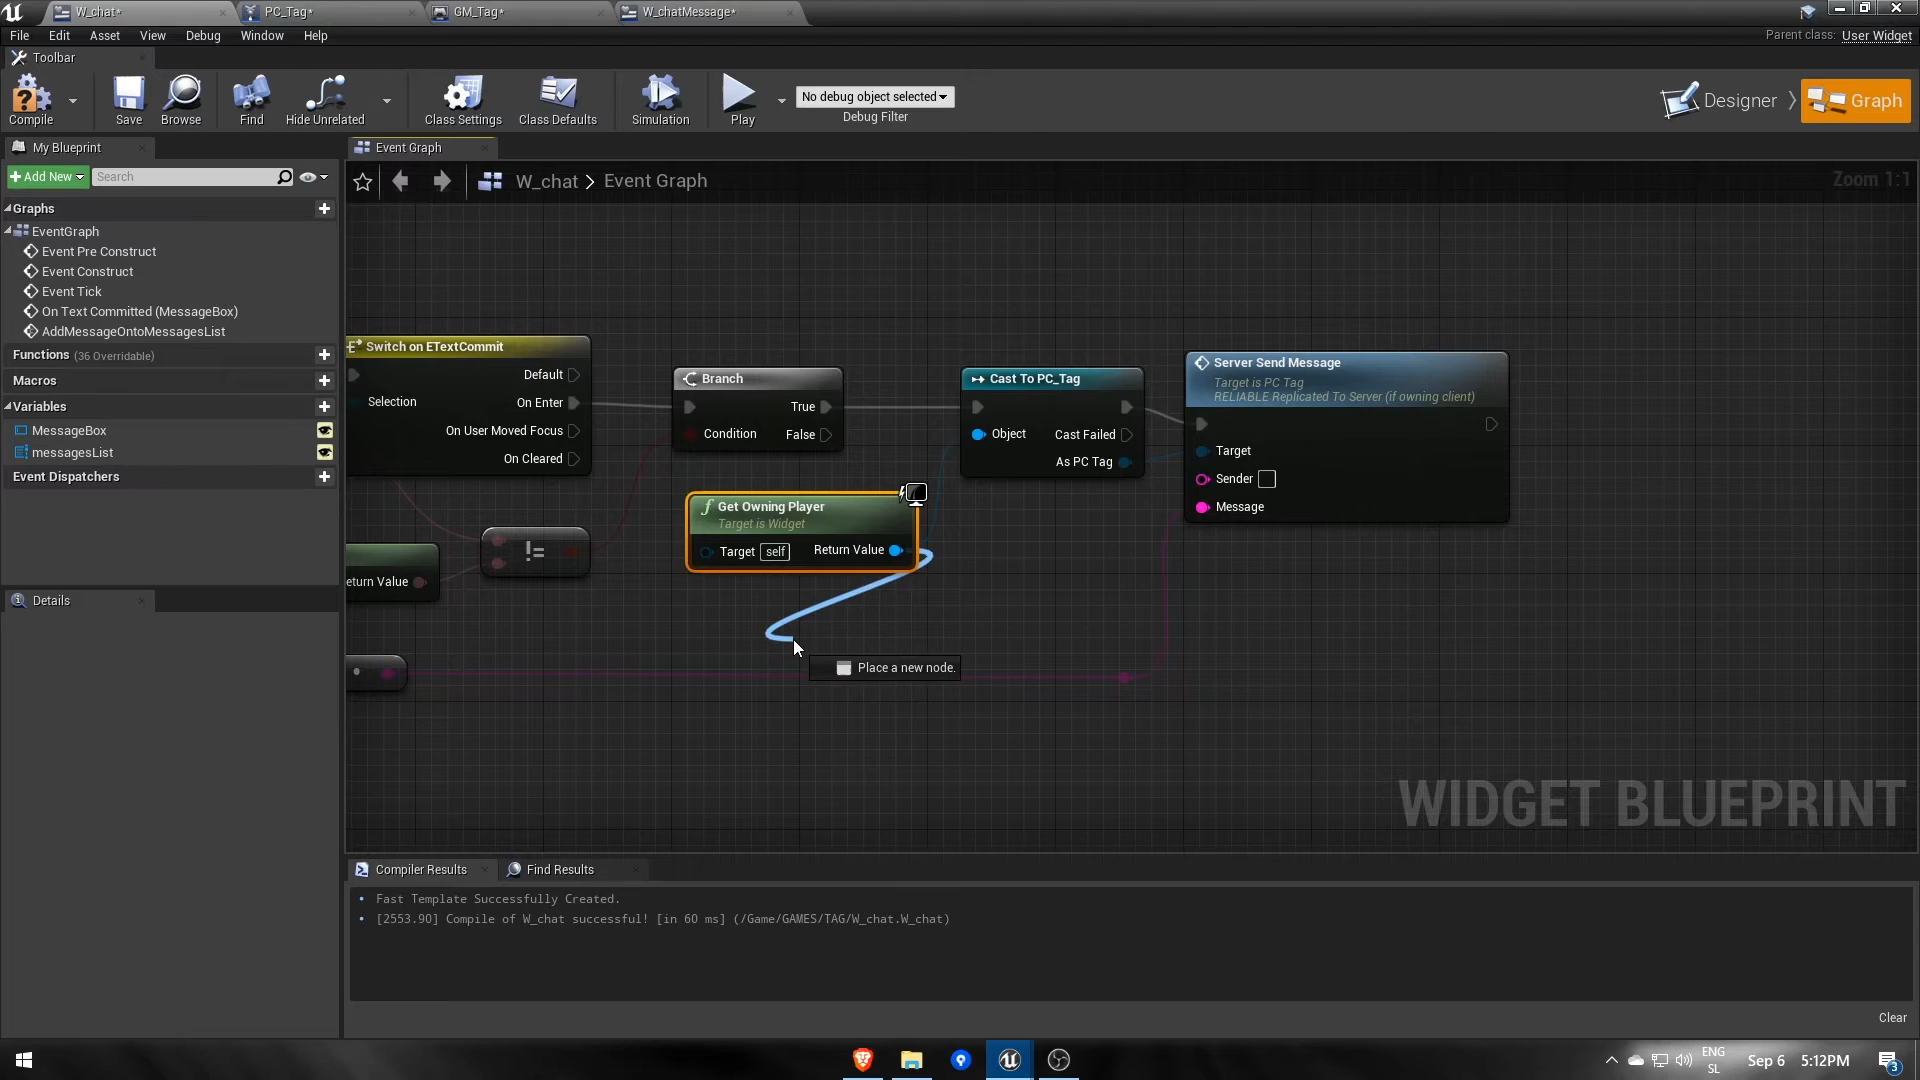 W_chat*
PC_Tag*
GM_Tag*
W_chatMessage*
File
Edit
Asset
View
Debug
Window
Help
Parent class: User Widget
Toolbar
Compile
Save
Browse
Find
Hide Unrelated
Class Settings
Class Defaults
Simulation
Play
No debug object selected
Debug Filter
Designer
Graph
My Blueprint
Event Graph
Add New
Search
W_chat > Event Graph
Zoom 1:1
Graphs
EventGraph
Event Pre Construct
Event Construct
Event Tick
On Text Committed (MessageBox)
AddMessageOntoMessagesList
Functions (36 Overridable)
Macros
Variables
MessageBox
messagesList
Event Dispatchers
Details
Switch on ETextCommit
Default
Selection
On Enter
On User Moved Focus
On Cleared
Branch
True
Condition
False
Cast To PC_Tag
Object
Cast Failed
As PC Tag
Server Send Message
Target is PC Tag
RELIABLE Replicated To Server (if owning client)
Target
Sender
Message
Get Owning Player
Target is Widget
Target self
Return Value
!=
eturn Value
Place a new node.
WIDGET BLUEPRINT
Compiler Results
Find Results
Fast Template Successfully Created.
[2553.90] Compile of W_chat successful! [in 60 ms] (/Game/GAMES/TAG/W_chat.W_chat)
Clear
ENG
SL
Sep 6
5:12PM
3